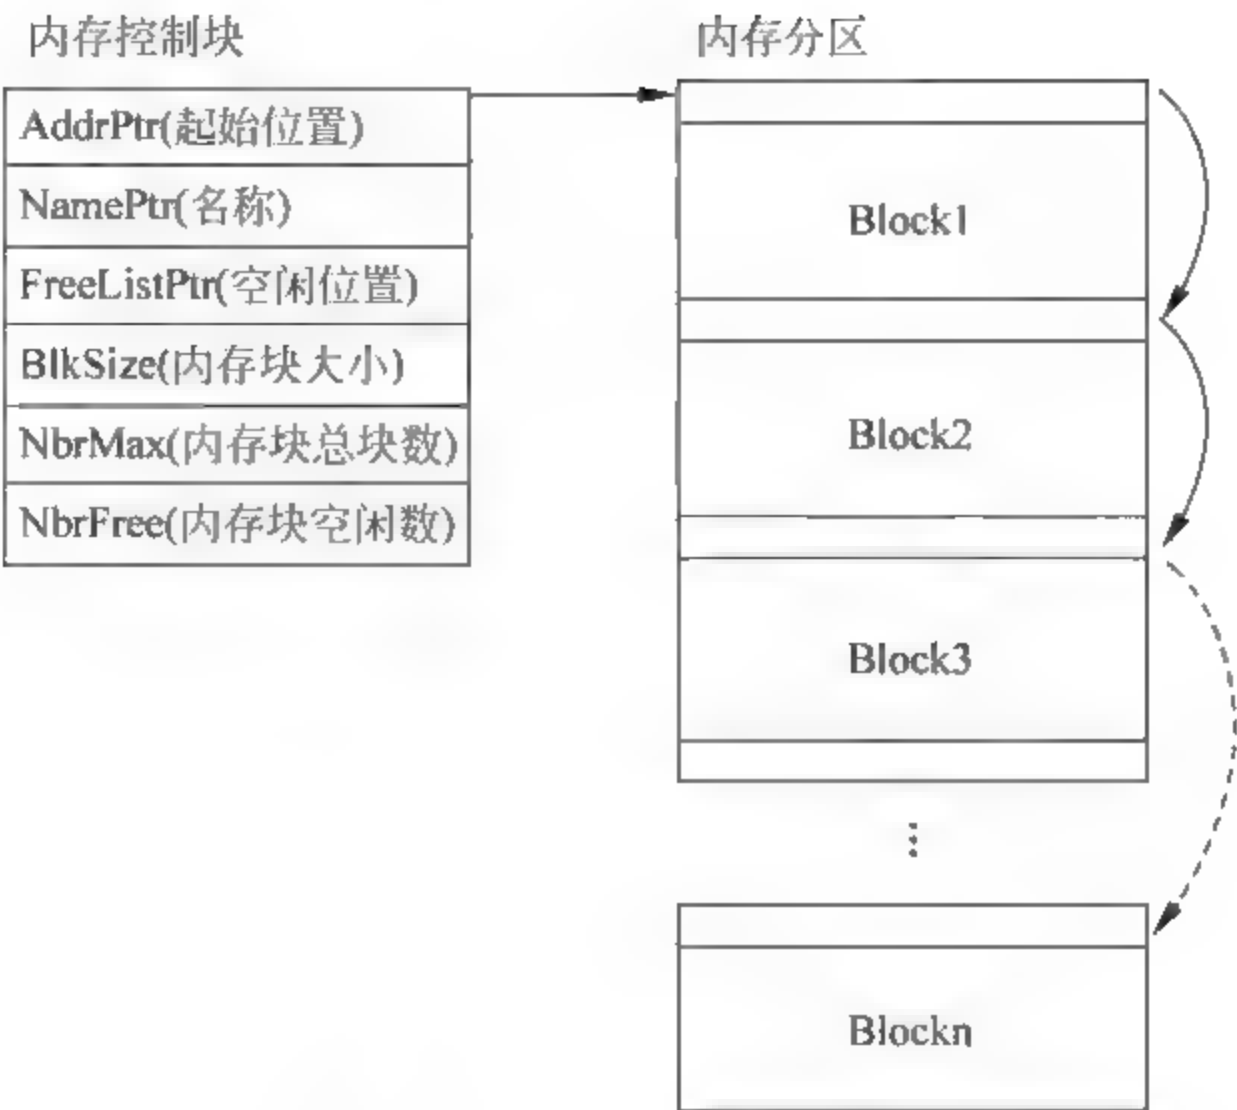 内存控制块
AddrPtr(起始位置)
NamePtr(名称)
FreeListPtr(空闲位置)
BlkSize(内存块大小)
NbrMax(内存块总块数)
NbrFree(内存块空闲数)
内存分区
Block1
Block2
Block3
⋮
Blockn